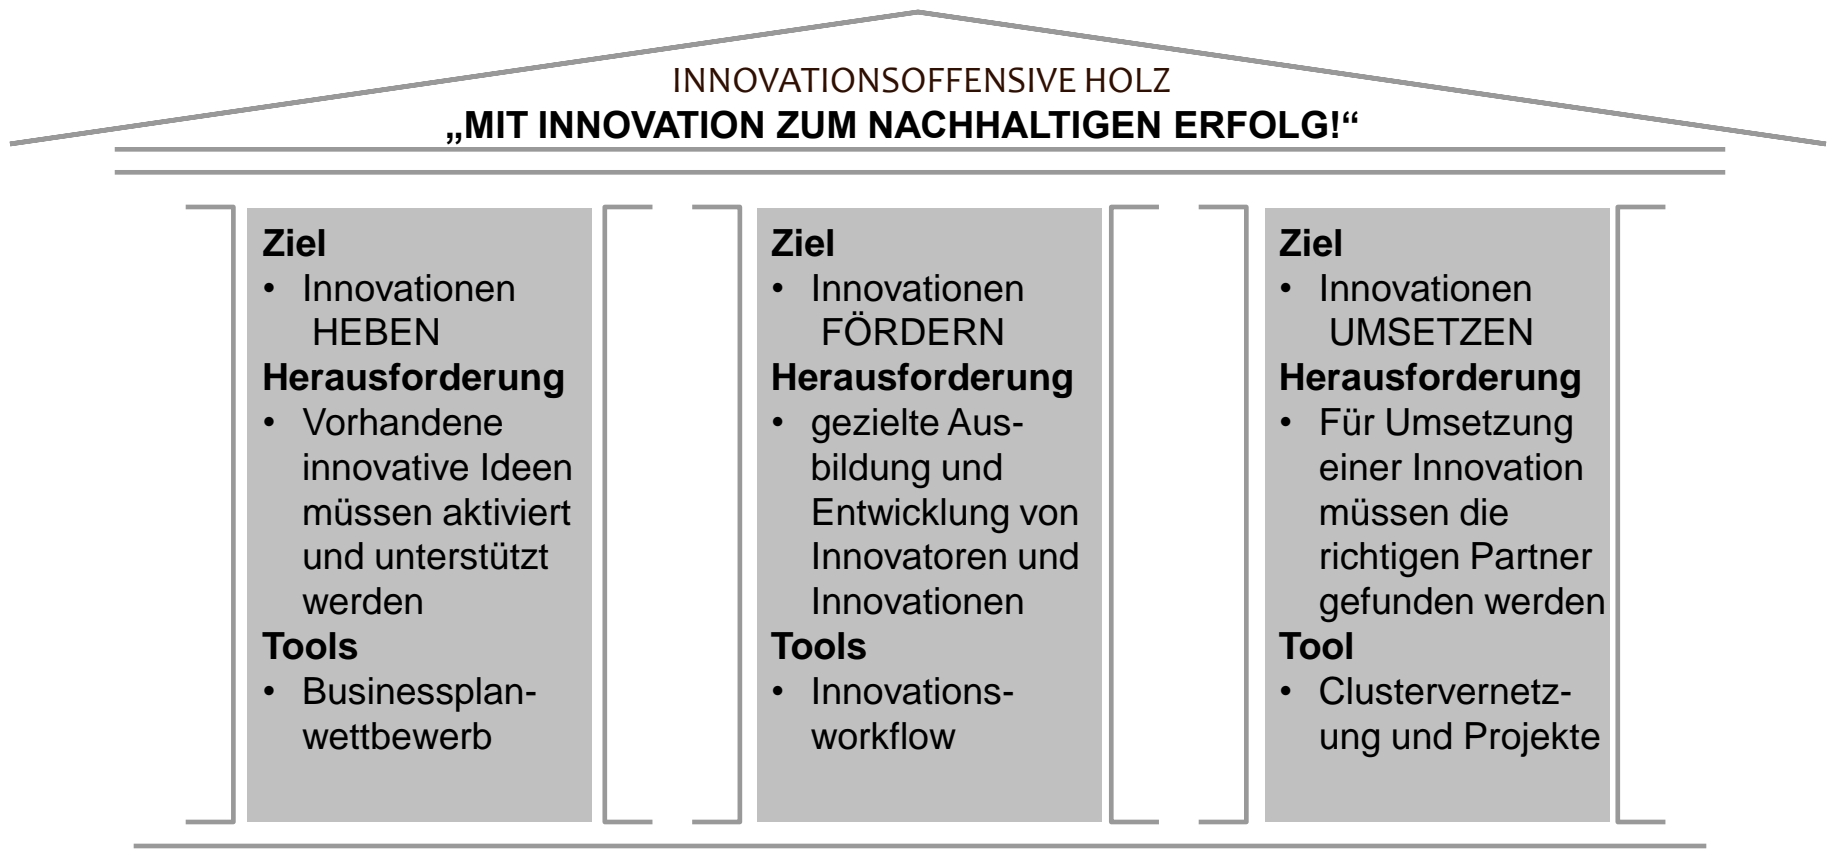 INNOVATIONSOFFENSIVE HOLZ
„MIT INNOVATION ZUM NACHHALTIGEN ERFOLG!“
Ziel
• Innovationen
HEBEN
Herausforderung
• Vorhandene
innovative Ideen
müssen aktiviert
und unterstützt
werden
Tools
• Businessplan-
wettbewerb
Ziel
• Innovationen
FÖRDERN
Herausforderung
• gezielte Aus-
bildung und
Entwicklung von
Innovatoren und
Innovationen
Tools
• Innovations-
workflow
Ziel
• Innovationen
UMSETZEN
Herausforderung
• Für Umsetzung
einer Innovation
müssen die
richtigen Partner
gefunden werden
Tool
• Clustervernetz-
ung und Projekte